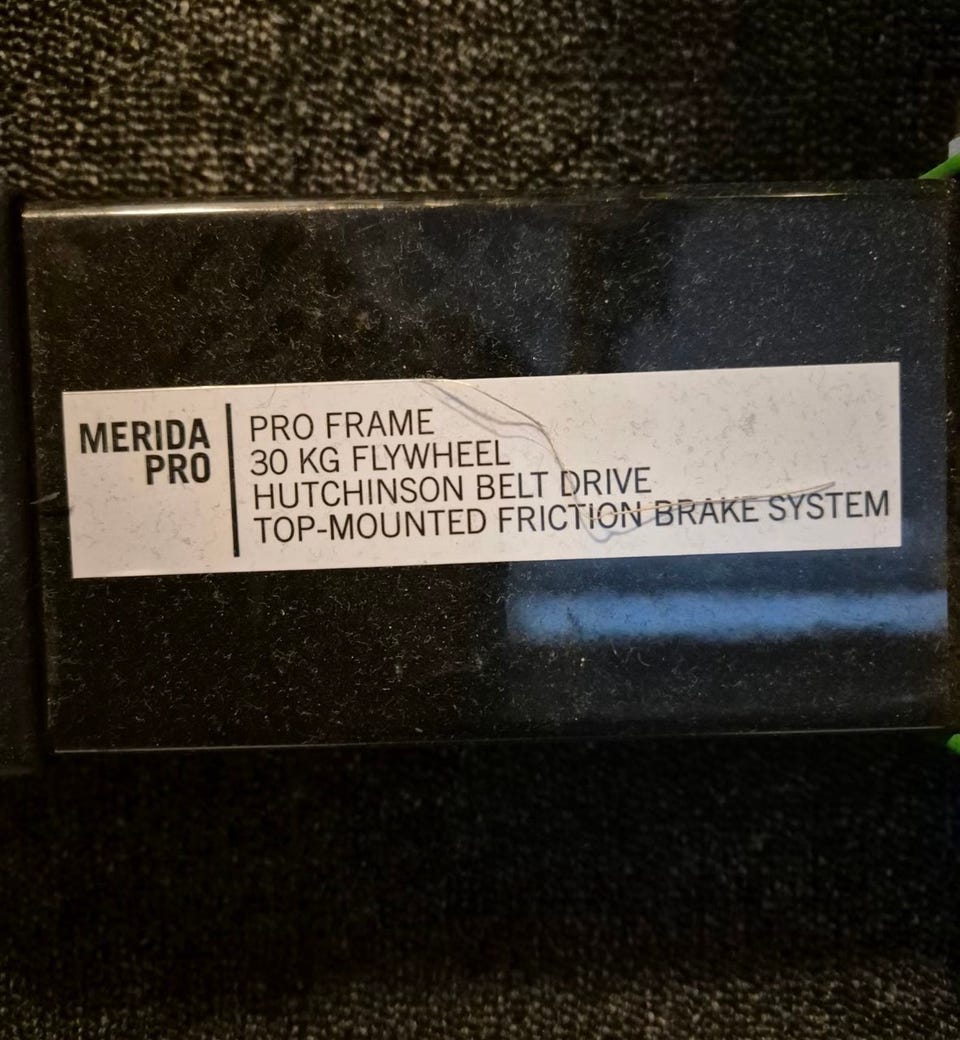 MERIDA
PRO
PRO FRAME
30 KG FLYWHEEL
HUTCHINSON BELT DRIVE
TOP-MOUNTED FRICTION BRAKE SYSTEM